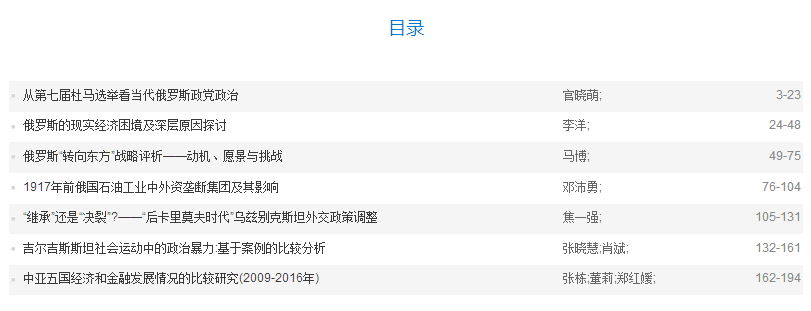 目录
从第七届杜马选举看当代俄罗斯政党政治 官晓萌; 3-23
俄罗斯的现实经济困境及深层原因探讨 李洋; 24-48
俄罗斯“转向东方”战略评析——动机、愿景与挑战 马博; 49-75
1917年前俄国石油工业中外资垄断集团及其影响 邓沛勇; 76-104
“继承”还是“决裂”?——“后卡里莫夫时代”乌兹别克斯坦外交政策调整 焦一强; 105-131
吉尔吉斯斯坦社会运动中的政治暴力:基于案例的比较分析 张晓慧;肖斌; 132-161
中亚五国经济和金融发展情况的比较研究(2009-2016年) 张栋;董莉;郑红媛; 162-194